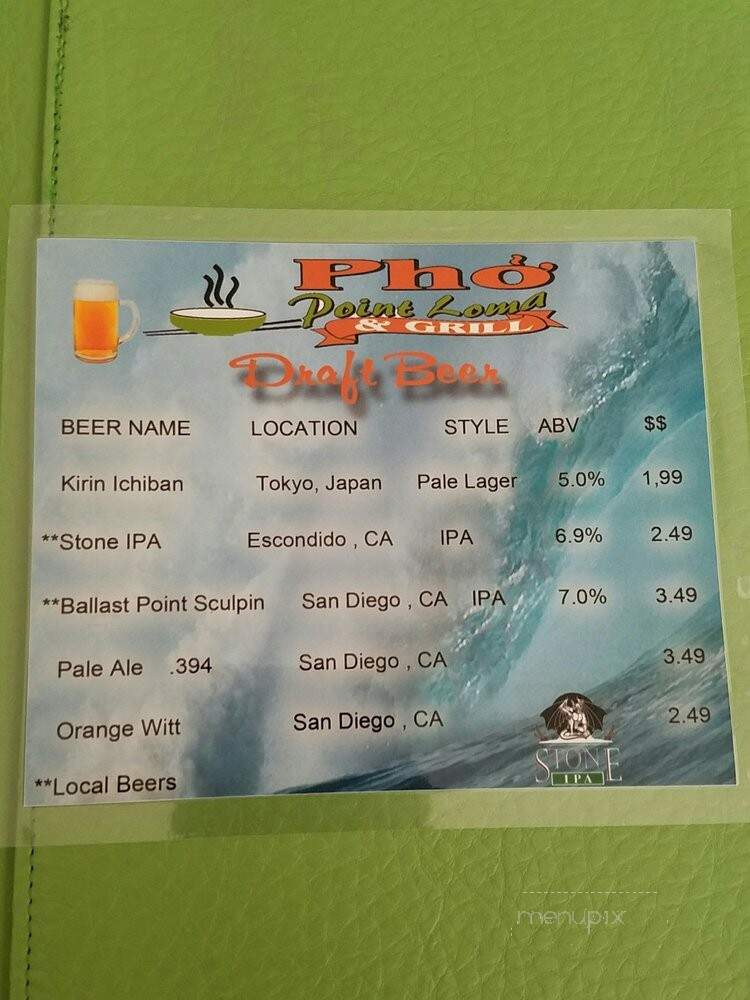 Phở
Point Loma
& GRILL
Draft Beer
BEER NAME LOCATION STYLE ABV $$
Kirin Ichiban Tokyo, Japan Pale Lager 5.0% 1,99
**Stone IPA Escondido , CA IPA 6.9% 2.49
**Ballast Point Sculpin San Diego , CA IPA 7.0% 3.49
Pale Ale .394 San Diego , CA 3.49
Orange Witt San Diego , CA 2.49
STONE
IPA
**Local Beers
menupix